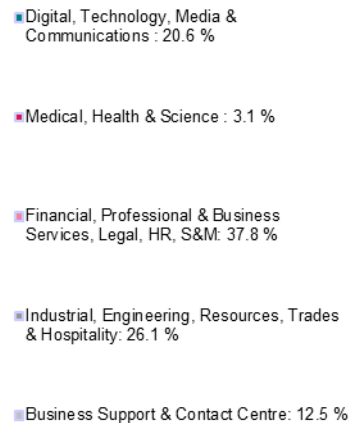 Digital, Technology, Media &
Communications : 20.6 %
Medical, Health & Science : 3.1 %
Financial, Professional & Business
Services, Legal, HR, S&M: 37.8 %
Industrial, Engineering, Resources, Trades
& Hospitality: 26.1 %
Business Support & Contact Centre: 12.5 %